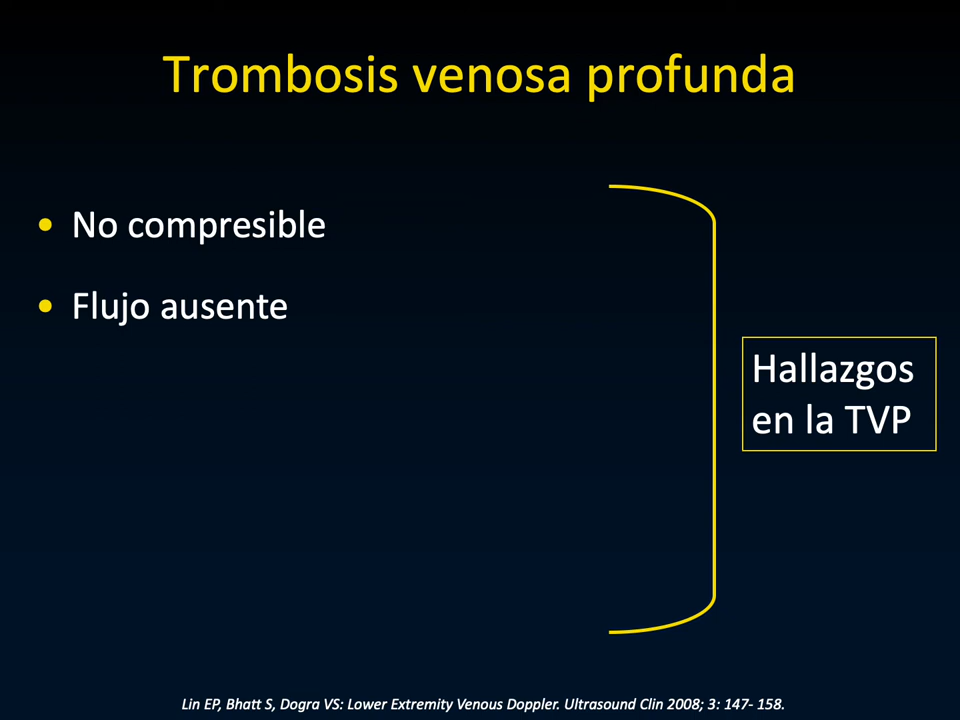 Trombosis venosa profunda
• No compresible
• Flujo ausente
Hallazgos
en la TVP
Lin EP, Bhatt S, Dogra VS: Lower Extremity Venous Doppler. Ultrasound Clin 2008; 3: 147- 158.